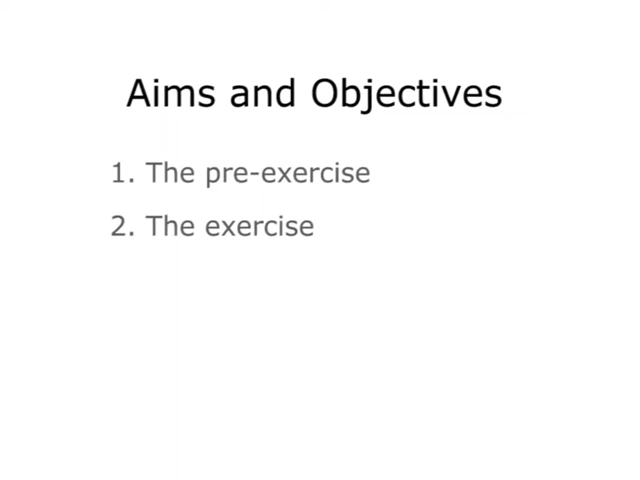 Aims and Objectives
1. The pre-exercise
2. The exercise